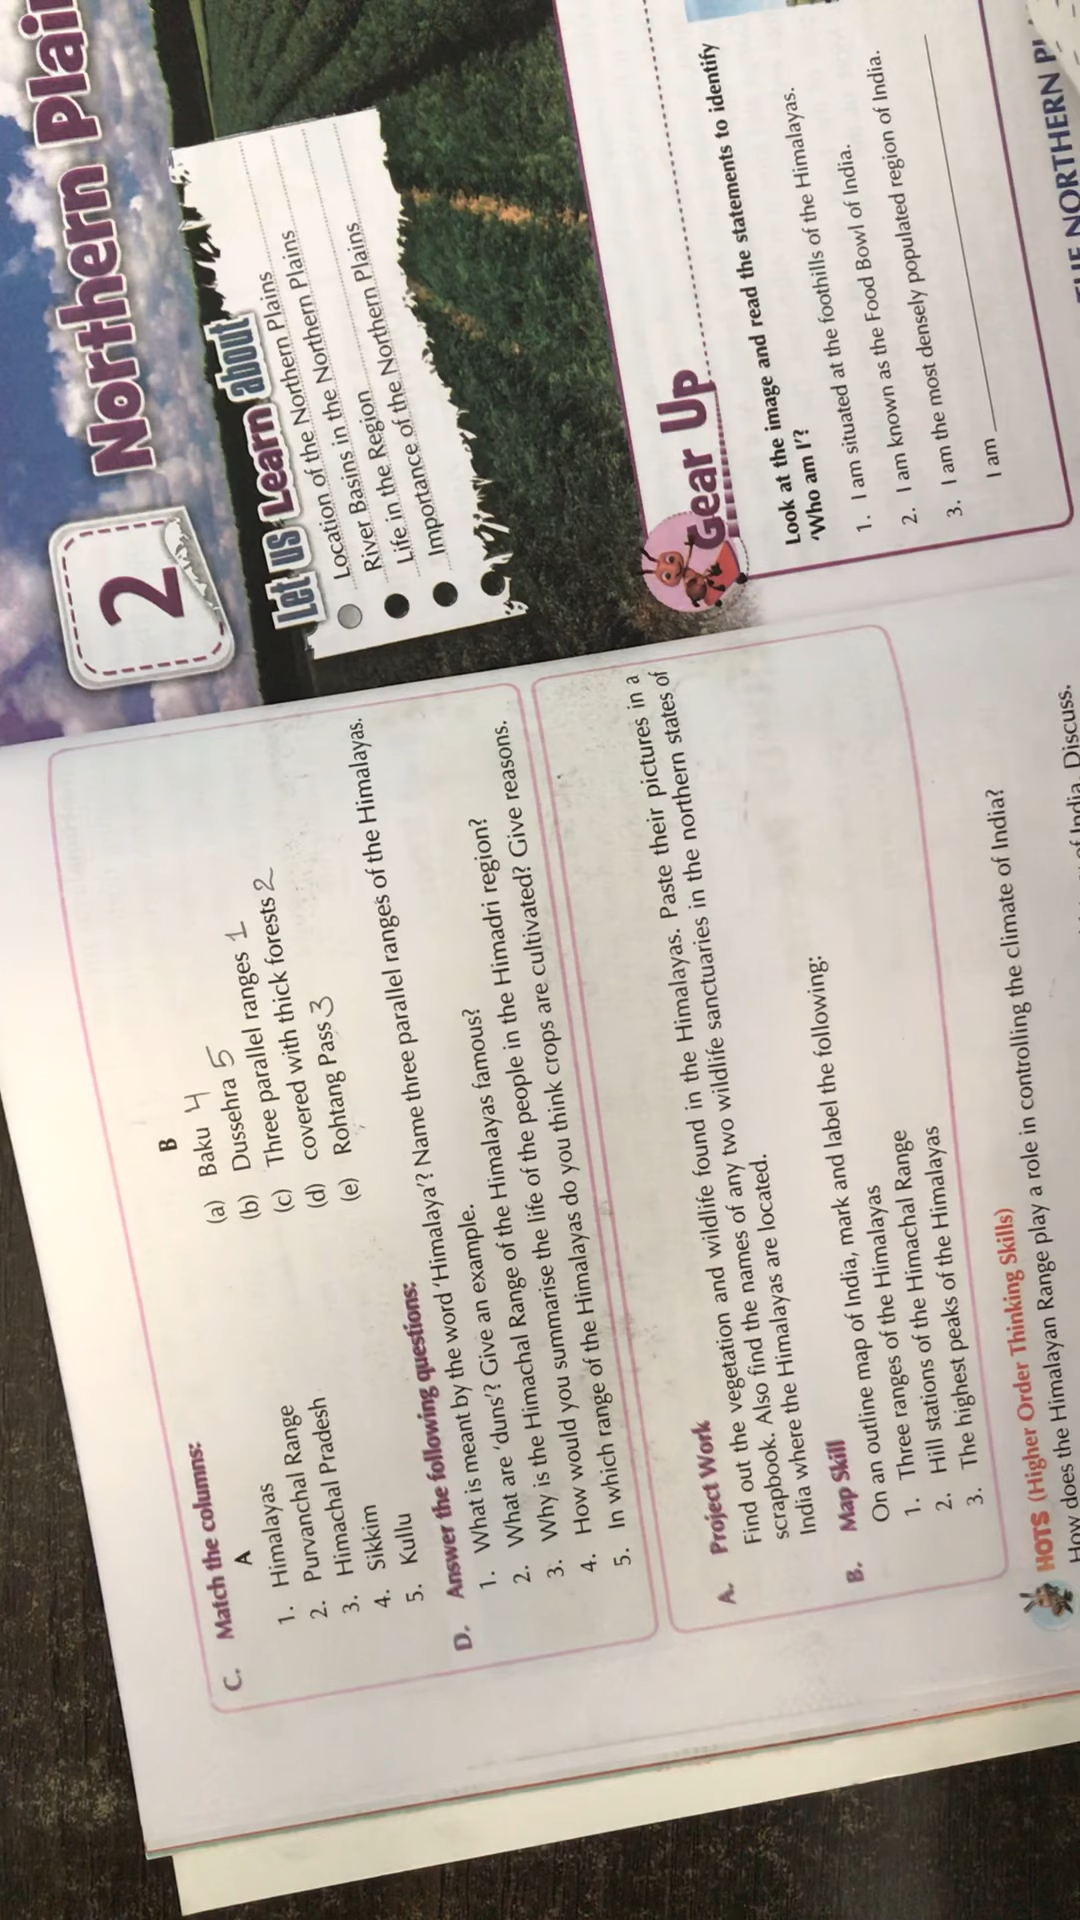 C. Match the columns:
A B
1. Himalayas (a) Baku 4
2. Purvanchal Range (b) Dussehra 5
3. Himachal Pradesh (c) Three parallel ranges 1
4. Sikkim (d) covered with thick forests 2
5. Kullu (e) Rohtang Pass 3
D. Answer the following questions:
1. What is meant by the word ‘Himalaya’? Name three parallel ranges of the Himalayas.
2. What are ‘duns’? Give an example.
3. Why is the Himachal Range of the Himalayas famous?
4. How would you summarise the life of the people in the Himadri region?
5. In which range of the Himalayas do you think crops are cultivated? Give reasons.
A. Project Work
Find out the vegetation and wildlife found in the Himalayas. Paste their pictures in a
scrapbook. Also find the names of any two wildlife sanctuaries in the northern states of
India where the Himalayas are located.
B. Map Skill
On an outline map of India, mark and label the following:
1. Three ranges of the Himalayas
2. Hill stations of the Himachal Range
3. The highest peaks of the Himalayas
HOTS (Higher Order Thinking Skills)
How does the Himalayan Range play a role in controlling the climate of India?
of India. Discuss.
2 Northern Plai
Let us Learn about
Location of the Northern Plains
River Basins in the Northern Plains
Life in the Region
Importance of the Northern Plains
Gear Up
Look at the image and read the statements to identify
‘Who am I’?
1. I am situated at the foothills of the Himalayas.
2. I am known as the Food Bowl of India.
3. I am the most densely populated region of India.
I am
NORTHERN